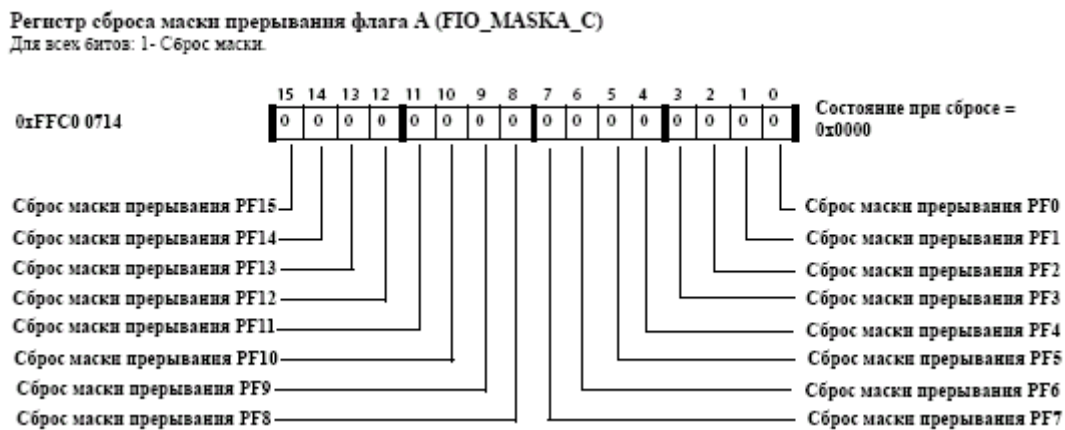 Регистр сброса маски прерывания флага A (FIO_MASKA_C)
Для всех битов: 1- Сброс маски.
15 14 13 12 11 10 9 8 7 6 5 4 3 2 1 0
0xFFC0 0714
0 0 0 0 0 0 0 0 0 0 0 0 0 0 0 0
Состояние при сбросе =
0x0000
Сброс маски прерывания PF15
Сброс маски прерывания PF14
Сброс маски прерывания PF13
Сброс маски прерывания PF12
Сброс маски прерывания PF11
Сброс маски прерывания PF10
Сброс маски прерывания PF9
Сброс маски прерывания PF8
Сброс маски прерывания PF0
Сброс маски прерывания PF1
Сброс маски прерывания PF2
Сброс маски прерывания PF3
Сброс маски прерывания PF4
Сброс маски прерывания PF5
Сброс маски прерывания PF6
Сброс маски прерывания PF7